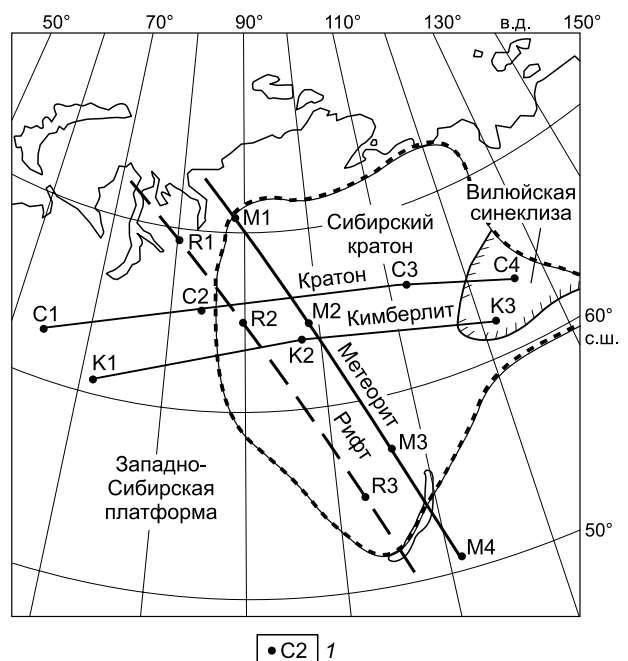 50° 70° 90° 110° 130° в.д. 150°
Вилюйская
синеклиза
M1
Сибирский
кратон
R1
C3
C4
Кратон
C1
C2
M2
Кимберлит
K3
60°
с.ш.
R2
K2
K1
Метеорит
Рифт
M3
Западно-
Сибирская
платформа
R3
50°
M4
C2 1